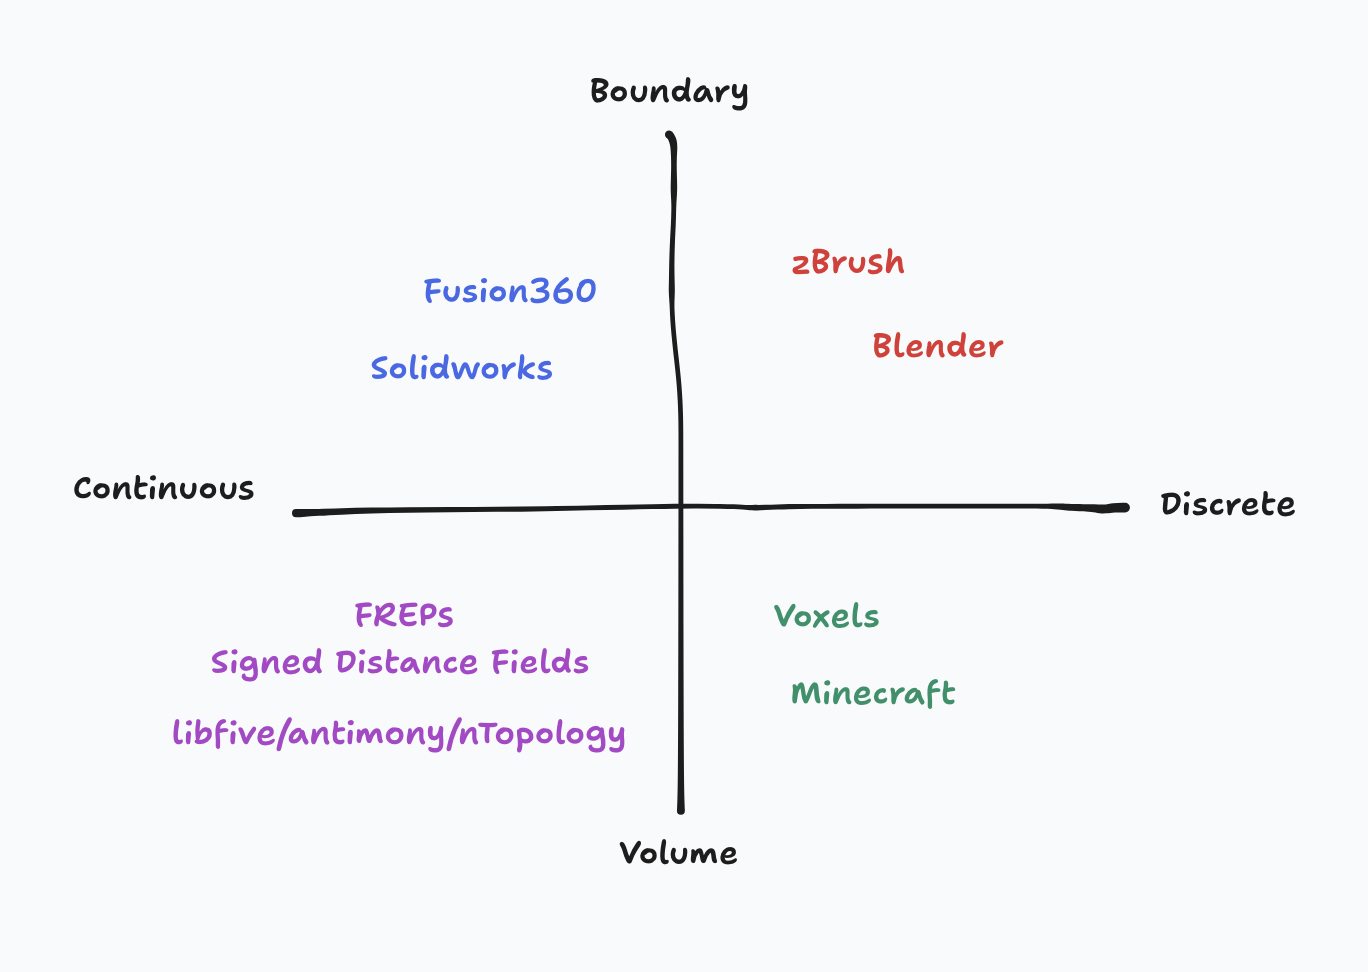 Boundary
zBrush
Fusion360
Blender
Solidworks
Continuous
Discrete
FREPs
Voxels
Signed Distance Fields
Minecraft
libfive/antimony/nTopology
Volume